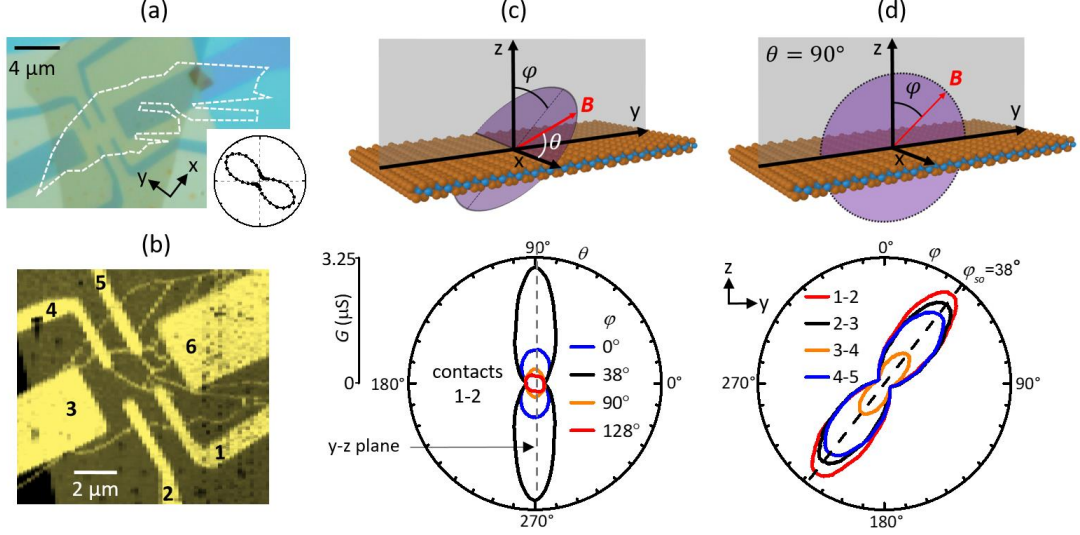 (a)
4 μm
y
x
(b)
5
4
6
3
1
2
2 μm
(c)
z
φ
B
y
θ
x
3.25
G (μS)
0
90°
θ
180°
0°
270°
contacts
1-2
y-z plane
φ
0°
38°
90°
128°
(d)
θ = 90°
z
φ
B
y
x
0°
φ
φso=38°
z
y
1-2
2-3
3-4
4-5
270°
90°
180°